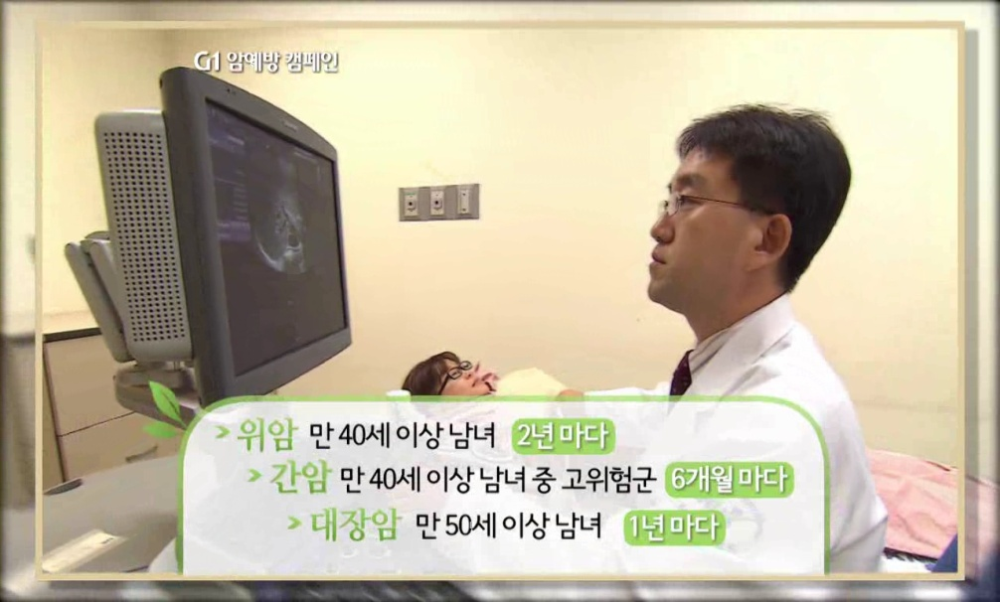 G1 암예방 캠페인
> 위암 만 40세 이상 남녀 2년 마다
> 간암 만 40세 이상 남녀 중 고위험군 6개월 마다
> 대장암 만 50세 이상 남녀 1년 마다